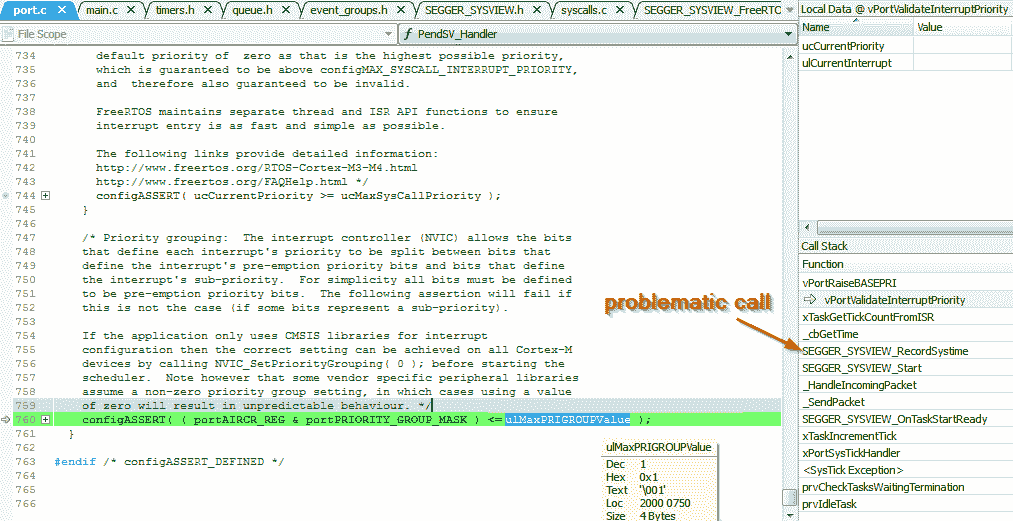 port.c
main.c
timers.h
queue.h
event_groups.h
SEGGER_SYSVIEW.h
syscalls.c
SEGGER_SYSVIEW_FreeRTO
File Scope
PendSV_Handler
734 default priority of zero as that is the highest possible priority,
735 which is guaranteed to be above configMAX_SYSCALL_INTERRUPT_PRIORITY,
736 and therefore also guaranteed to be invalid.
737
738 FreeRTOS maintains separate thread and ISR API functions to ensure
739 interrupt entry is as fast and simple as possible.
740
741 The following links provide detailed information:
742 http://www.freertos.org/RTOS-Cortex-M3-M4.html
743 http://www.freertos.org/FAQHelp.html */
744 configASSERT( ucCurrentPriority >= ucMaxSysCallPriority );
745 }
746
747 /* Priority grouping: The interrupt controller (NVIC) allows the bits
748 that define each interrupt's priority to be split between bits that
749 define the interrupt's pre-emption priority bits and bits that define
750 the interrupt's sub-priority. For simplicity all bits must be defined
751 to be pre-emption priority bits. The following assertion will fail if
752 this is not the case (if some bits represent a sub-priority).
753
754 If the application only uses CMSIS libraries for interrupt
755 configuration then the correct setting can be achieved on all Cortex-M
756 devices by calling NVIC_SetPriorityGrouping( 0 ); before starting the
757 scheduler. Note however that some vendor specific peripheral libraries
758 assume a non-zero priority group setting, in which cases using a value
759 of zero will result in unpredictable behaviour. */
760 configASSERT( ( portAIRCR_REG & portPRIORITY_GROUP_MASK ) <= ulMaxPRIGROUPValue );
761 }
762
763 #endif /* configASSERT_DEFINED */
764
765
766
ulMaxPRIGROUPValue
Dec 1
Hex 0x1
Text '\001'
Loc 2000 0750
Size 4 Bytes
problematic call
Local Data @ vPortValidateInterruptPriority
Name Value
ucCurrentPriority
ulCurrentInterrupt
Call Stack
Function
vPortRaiseBASEPRI
vPortValidateInterruptPriority
xTaskGetTickCountFromISR
_cbGetTime
SEGGER_SYSVIEW_RecordSystime
SEGGER_SYSVIEW_Start
_HandleIncomingPacket
_SendPacket
SEGGER_SYSVIEW_OnTaskStartReady
xTaskIncrementTick
xPortSysTickHandler
<SysTick Exception>
prvCheckTasksWaitingTermination
prvIdleTask